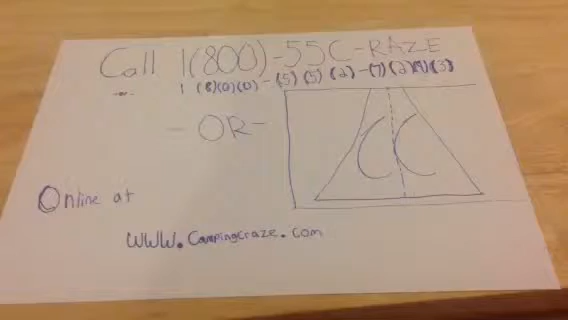 Call 1(800)-55C-RAZE
1 (8)(0)(0)-(5)(5)(2)-(7)(2)(9)(3)
-or-
- OR -
CC
Online at
www.Campingcraze.com